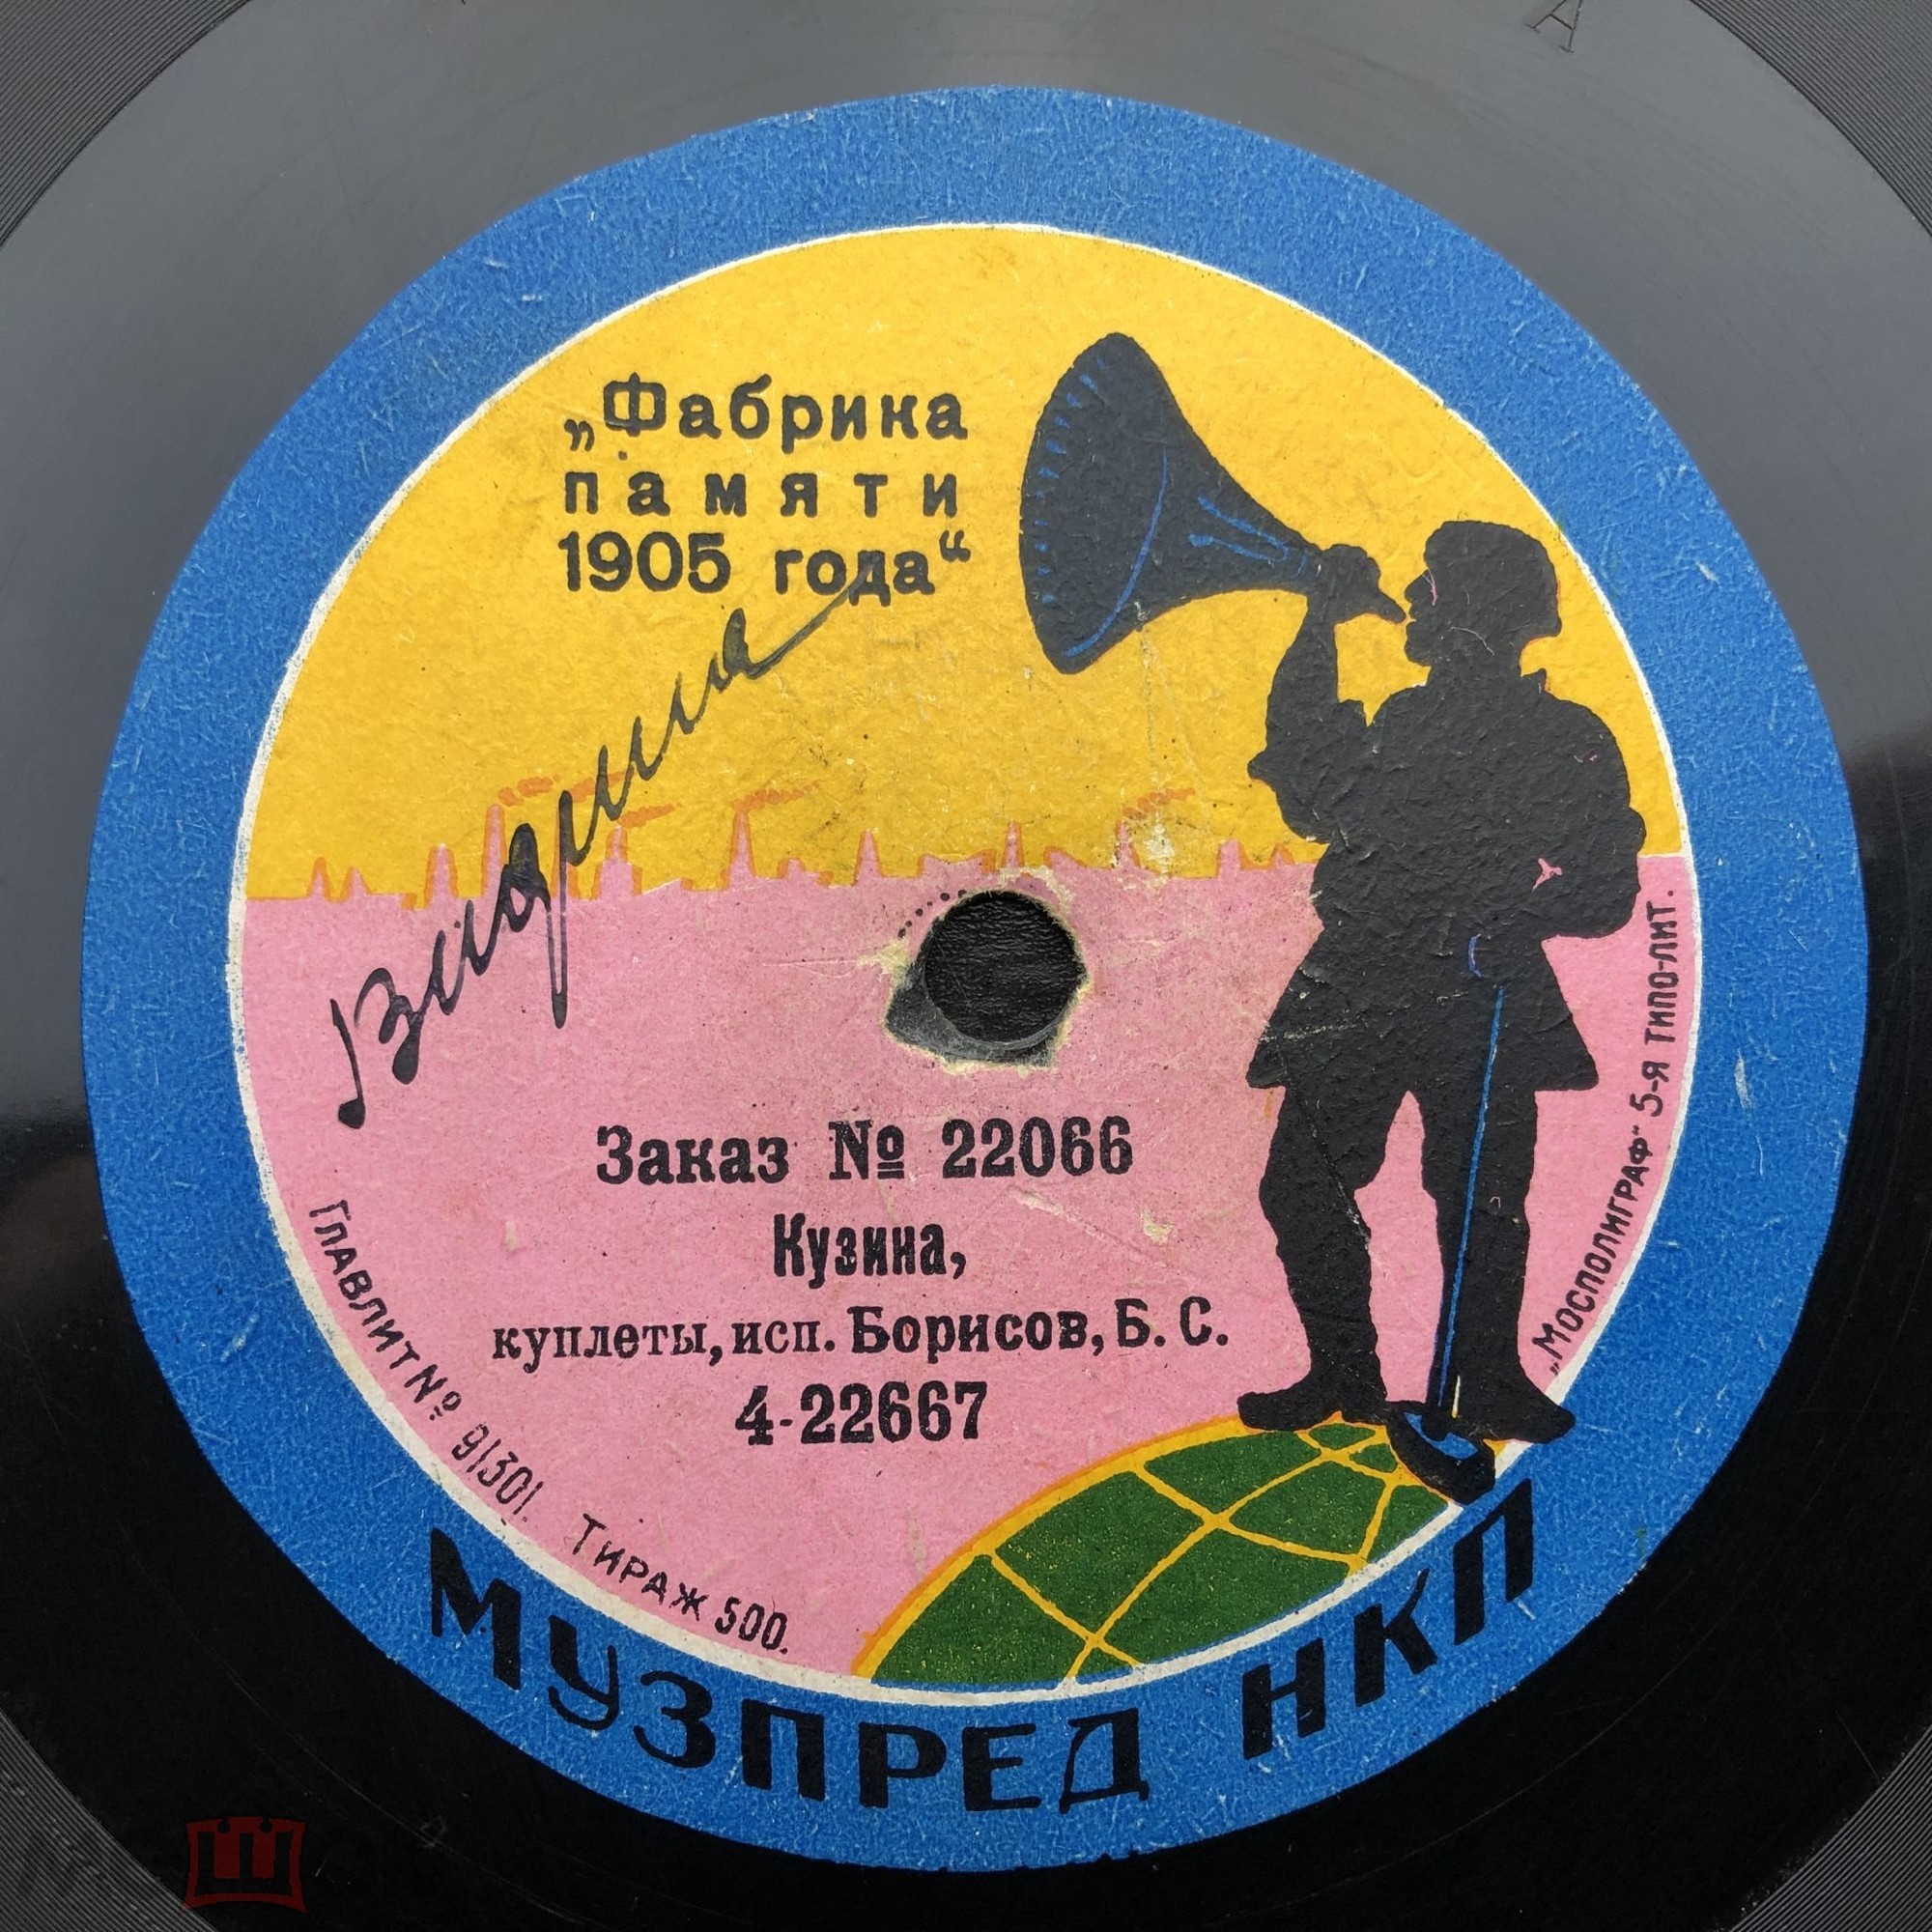 „Фабрика
памяти
1905 года“
Заказ № 22066
Кузина,
куплеты, исп. Борисов, Б. С.
4-22667
Главлит № 91301. Тираж 500.
„Мосполиграф“ 5-я типо-лит.
МУЗПРЕД НКП
А